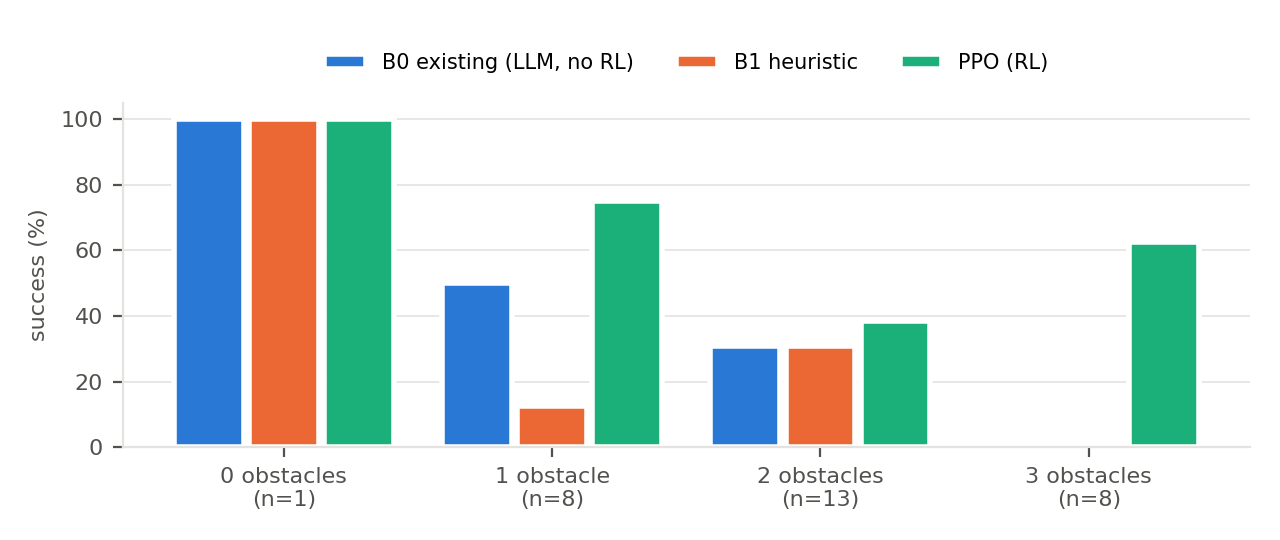 B0 existing (LLM, no RL) B1 heuristic PPO (RL)
success (%)
100
80
60
40
20
0
0 obstacles 1 obstacle 2 obstacles 3 obstacles
(n=1) (n=8) (n=13) (n=8)